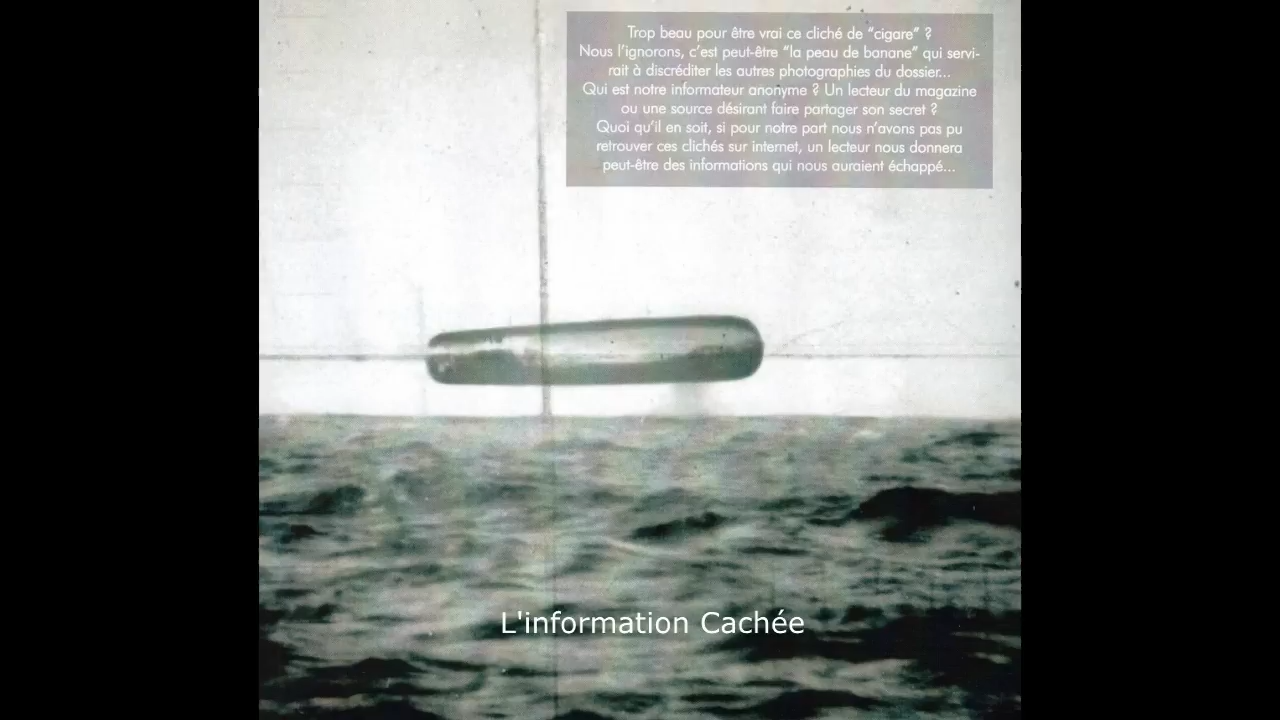 Trop beau pour être vrai ce cliché de “cigare” ?
Nous l’ignorons, c’est peut-être “la peau de banane” qui servi-
rait à discréditer les autres photographies du dossier...
Qui est notre informateur anonyme ? Un lecteur du magazine
ou une source désirant faire partager son secret ?
Quoi qu’il en soit, si pour notre part nous n’avons pas pu
retrouver ces clichés sur internet, un lecteur nous donnera
peut-être des informations qui nous auraient échappé...
L'information Cachée